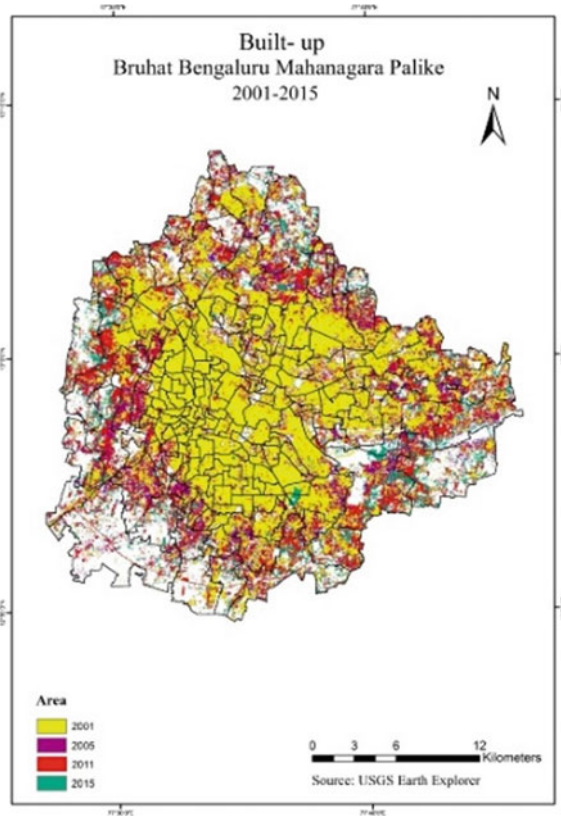 Built- up
Bruhat Bengaluru Mahanagara Palike
2001-2015
N
Area
2001
2005
2011
2015
0 3 6 12
Kilometers
Source: USGS Earth Explorer